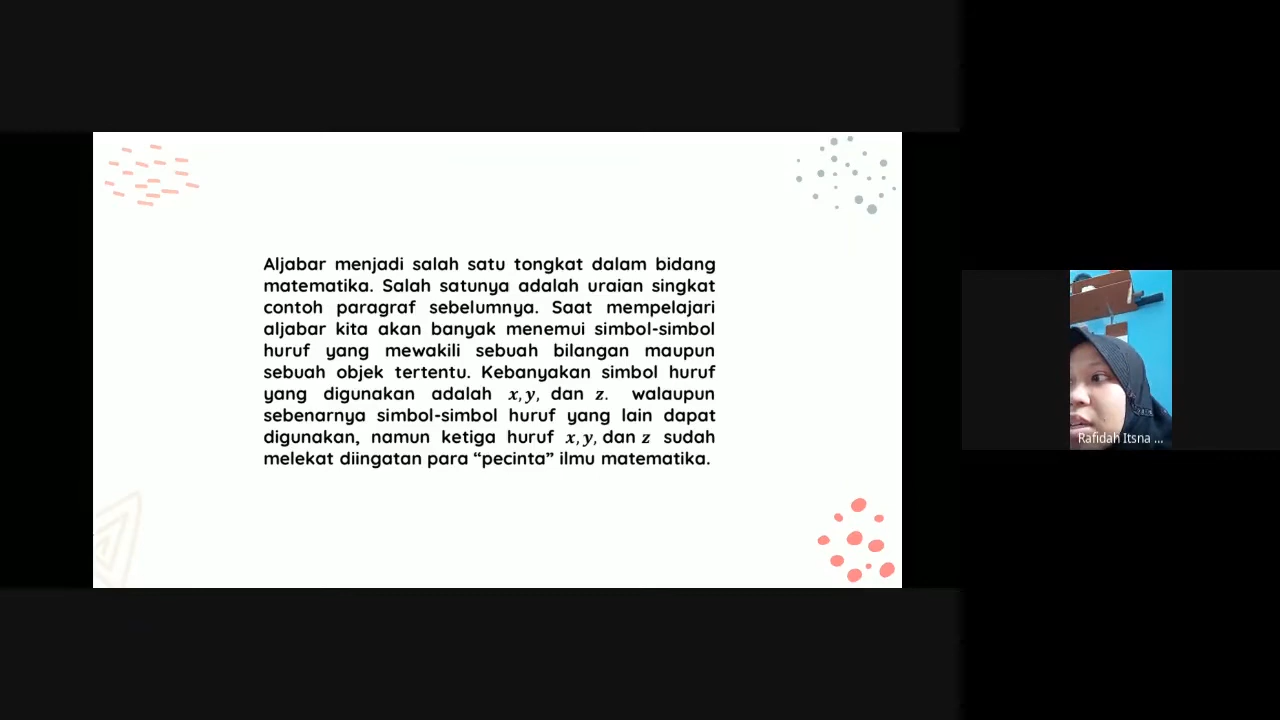 Aljabar menjadi salah satu tongkat dalam bidang
matematika. Salah satunya adalah uraian singkat
contoh paragraf sebelumnya. Saat mempelajari
aljabar kita akan banyak menemui simbol-simbol
huruf yang mewakili sebuah bilangan maupun
sebuah objek tertentu. Kebanyakan simbol huruf
yang digunakan adalah x, y, dan z. walaupun
sebenarnya simbol-simbol huruf yang lain dapat
digunakan, namun ketiga huruf x, y, dan z sudah
melekat diingatan para “pecinta” ilmu matematika.
Rafidah Itsna ...